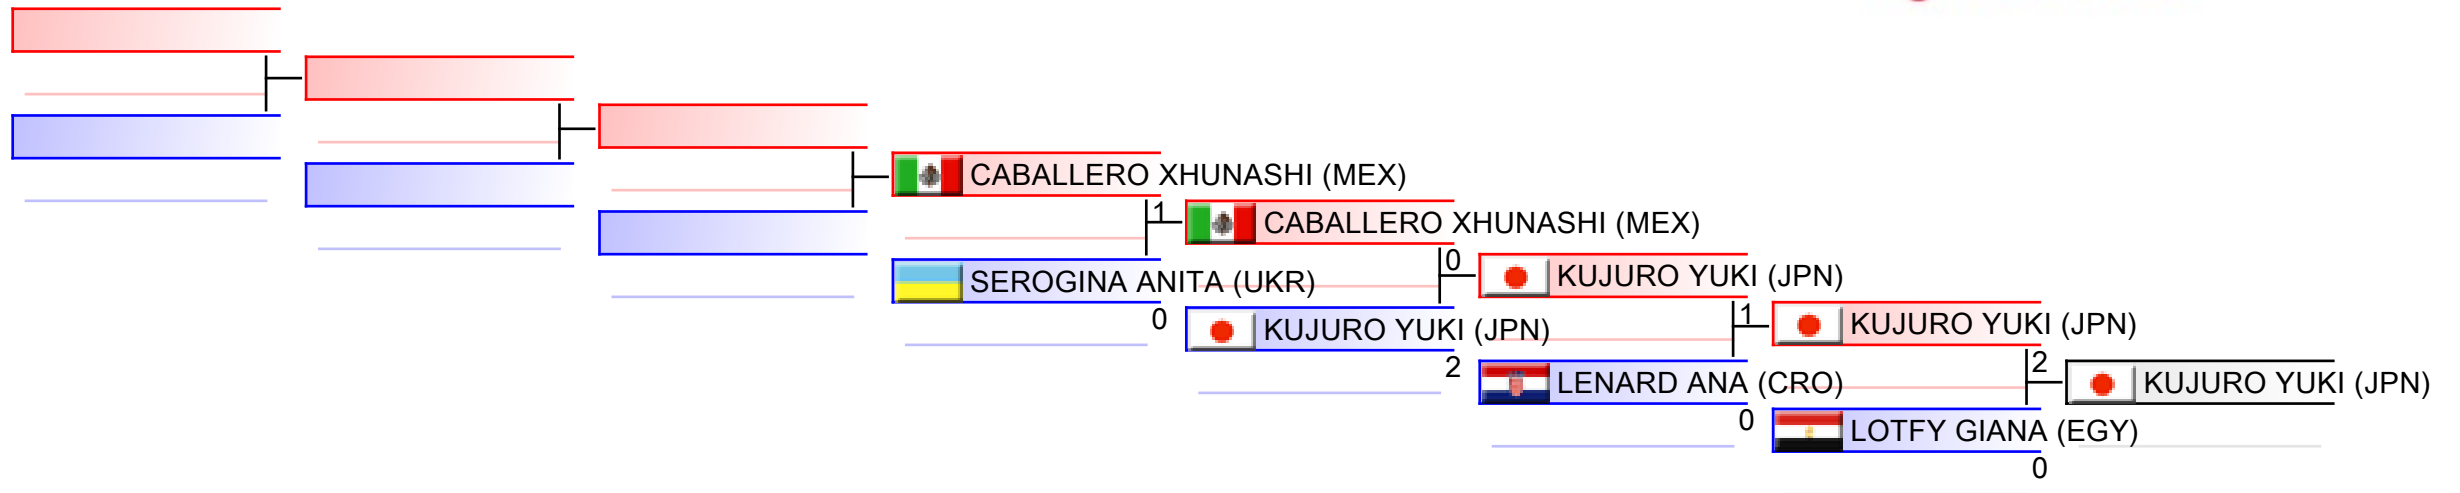 CABALLERO XHUNASHI (MEX)
1
CABALLERO XHUNASHI (MEX)
0
SEROGINA ANITA (UKR)
0
KUJURO YUKI (JPN)
KUJURO YUKI (JPN)
2
1
KUJURO YUKI (JPN)
LENARD ANA (CRO)
0
2
KUJURO YUKI (JPN)
LOTFY GIANA (EGY)
0